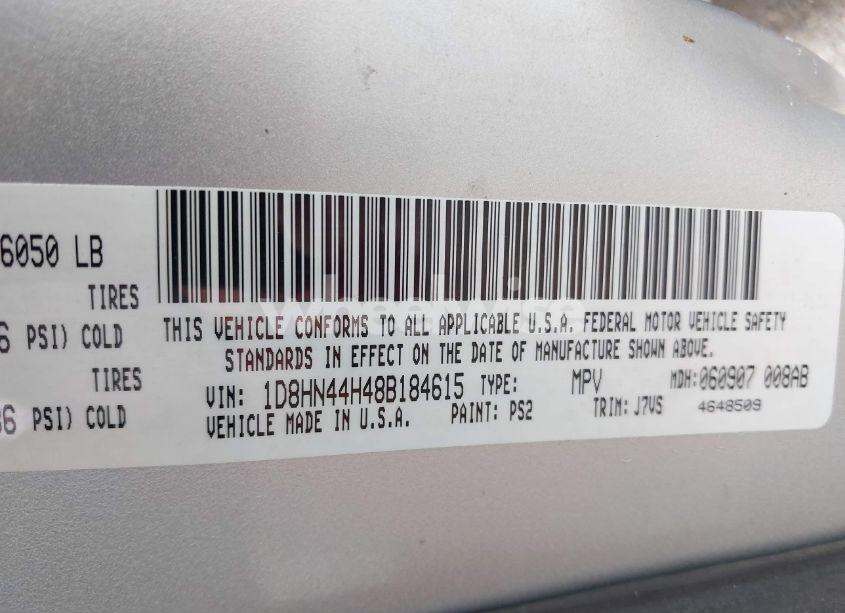 6050 LB
TIRES
6 PSI) COLD
TIRES
36 PSI) COLD
THIS VEHICLE CONFORMS TO ALL APPLICABLE U.S.A. FEDERAL MOTOR VEHICLE SAFETY
STANDARDS IN EFFECT ON THE DATE OF MANUFACTURE SHOWN ABOVE.
VIN: 1D8HN44H48B184615 TYPE: MPV MDH:060907 008AB
VEHICLE MADE IN U.S.A. PAINT: PS2 TRIM: J7VS 4648509